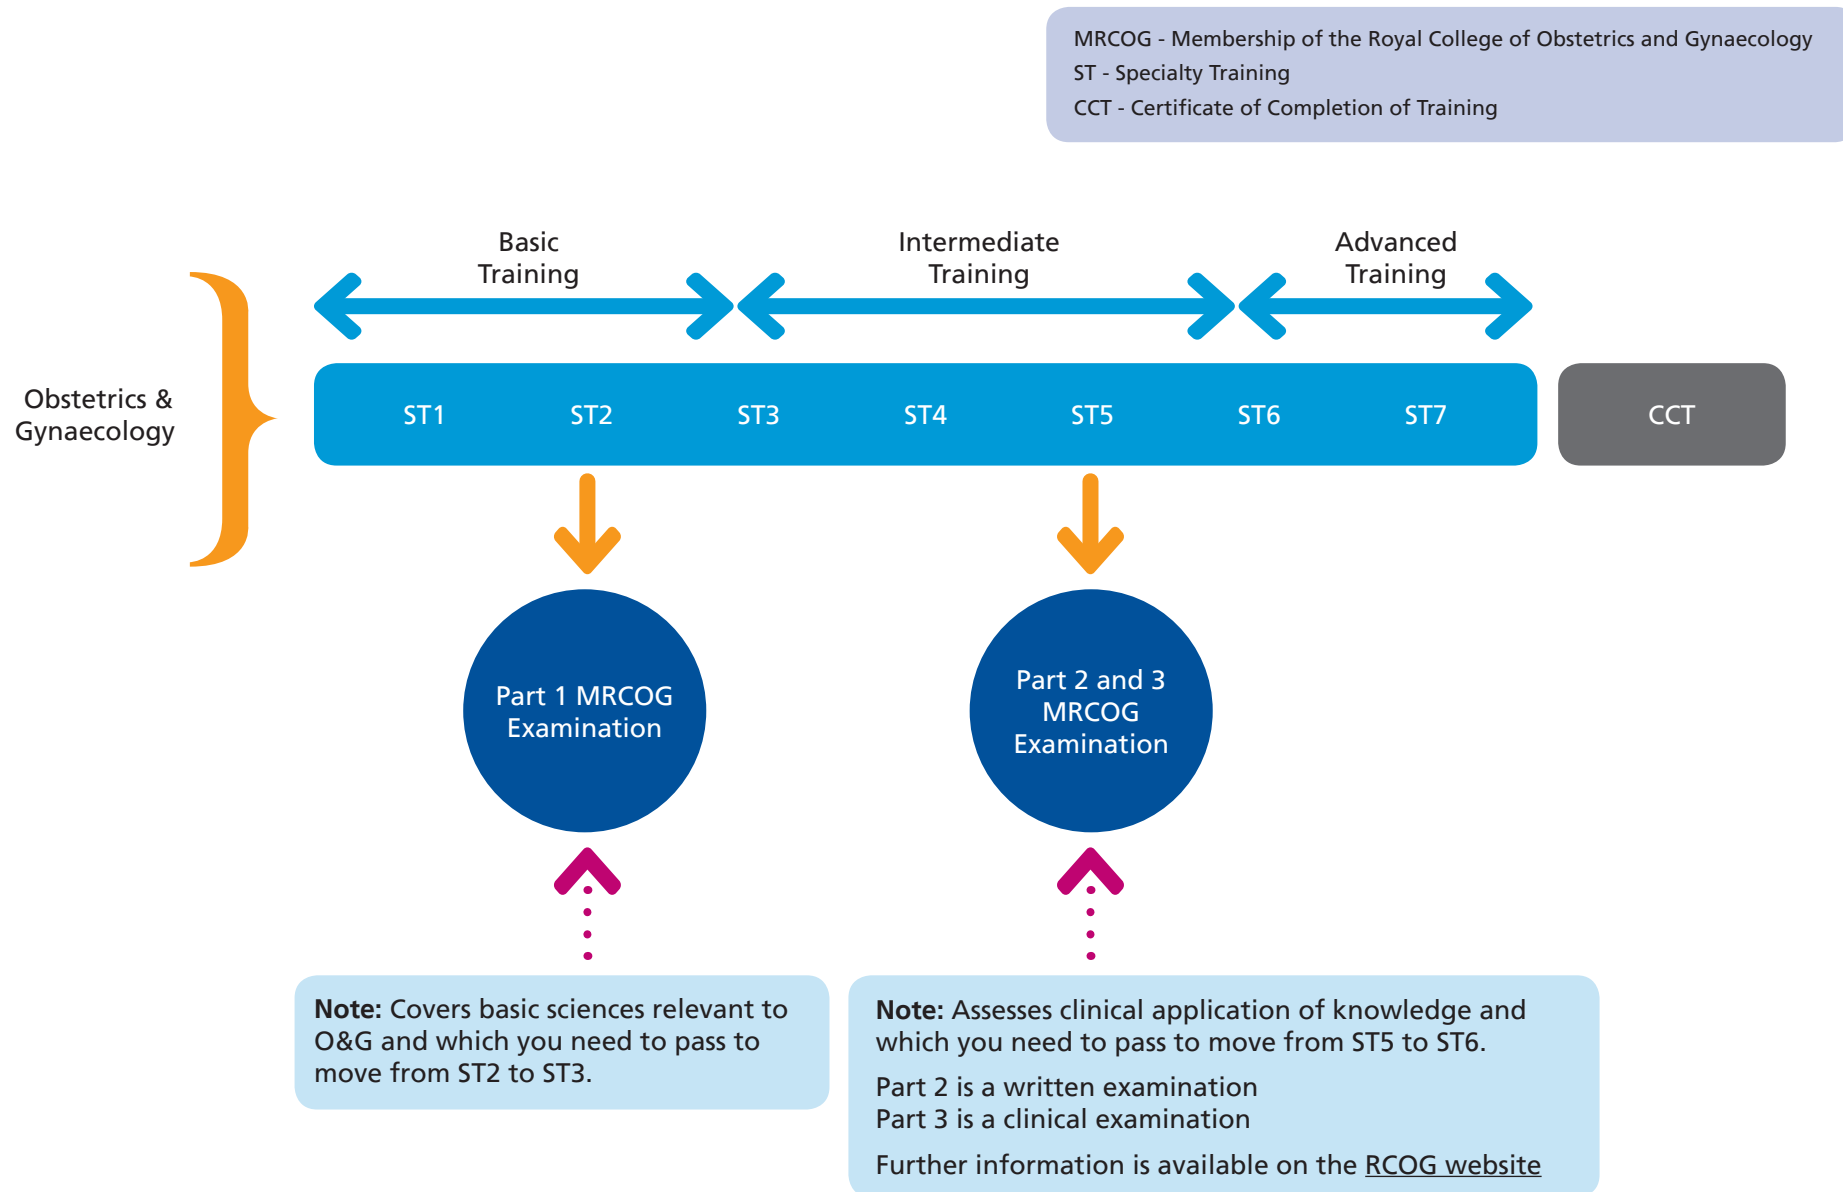 MRCOG - Membership of the Royal College of Obstetrics and Gynaecology
ST - Specialty Training
CCT - Certificate of Completion of Training
Basic
Training
Intermediate
Training
Advanced
Training
Obstetrics &
Gynaecology
ST1
ST2
ST3
ST4
ST5
ST6
ST7
CCT
Part 1 MRCOG
Examination
Part 2 and 3
MRCOG
Examination
Note: Covers basic sciences relevant to
O&G and which you need to pass to
move from ST2 to ST3.
Note: Assesses clinical application of knowledge and
which you need to pass to move from ST5 to ST6.
Part 2 is a written examination
Part 3 is a clinical examination
Further information is available on the RCOG website